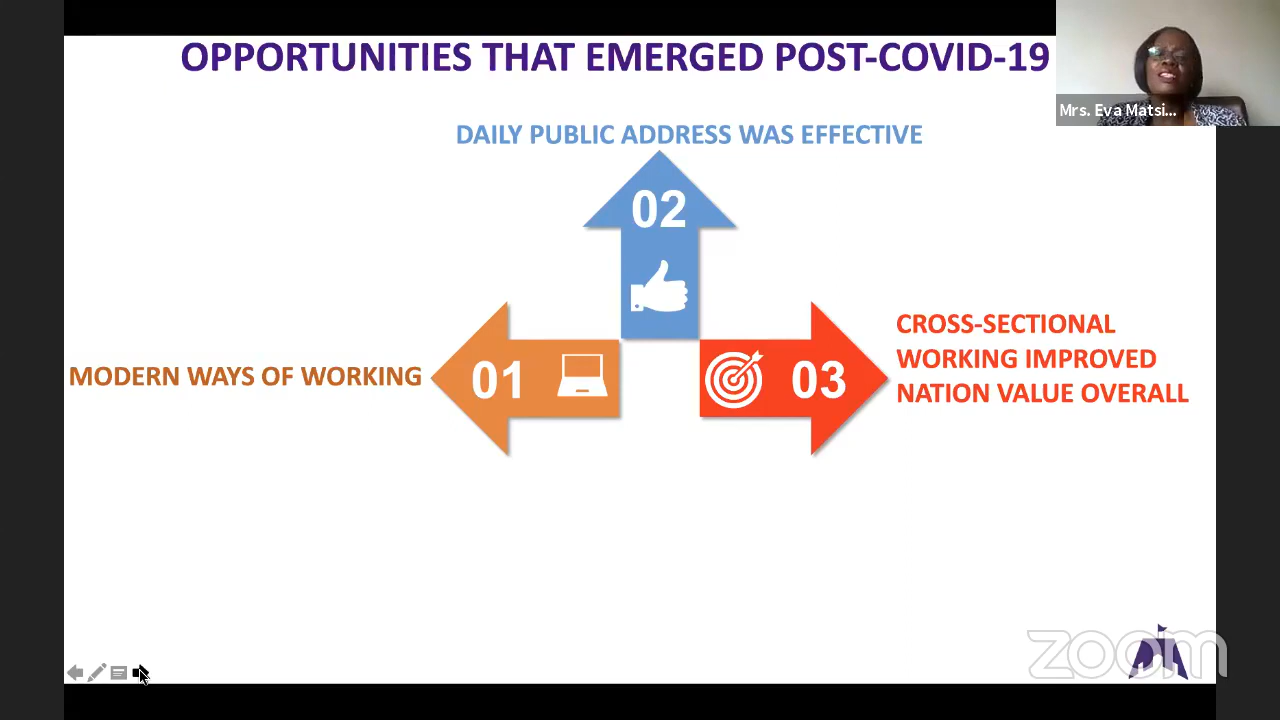 OPPORTUNITIES THAT EMERGED POST-COVID-19
Mrs. Eva Matsi...
DAILY PUBLIC ADDRESS WAS EFFECTIVE
02
MODERN WAYS OF WORKING
01
03
CROSS-SECTIONAL
WORKING IMPROVED
NATION VALUE OVERALL
zoom